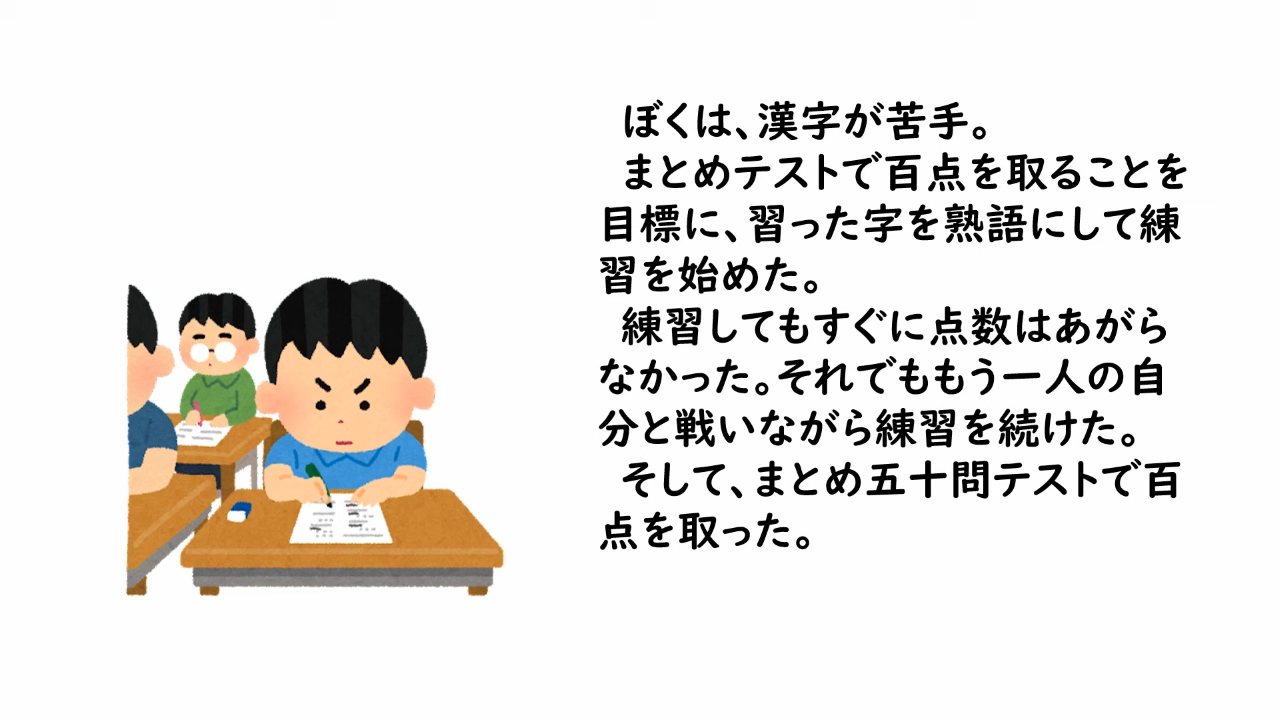 ぼくは、漢字が苦手。
まとめテストで百点を取ることを
目標に、習った字を熟語にして練
習を始めた。
練習してもすぐに点数はあがら
なかった。それでももう一人の自
分と戦いながら練習を続けた。
そして、まとめ五十問テストで百
点を取った。